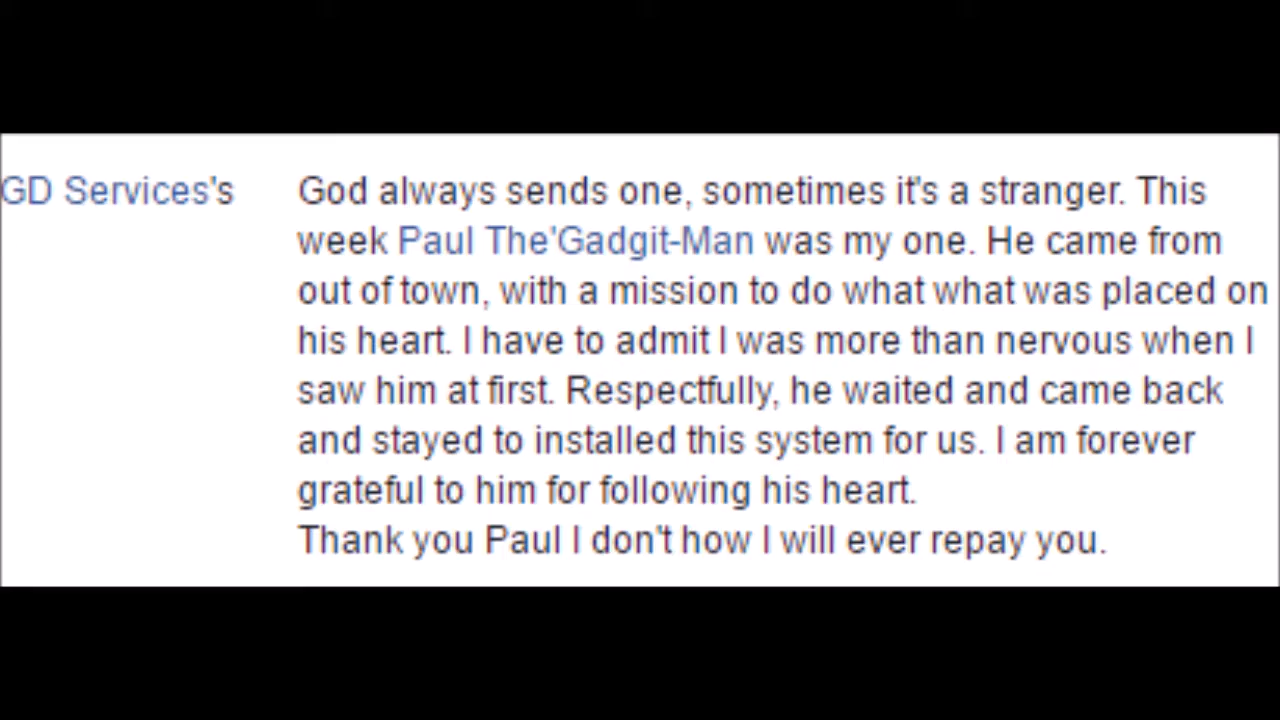 GD Services's
God always sends one, sometimes it's a stranger. This
week Paul The'Gadgit-Man was my one. He came from
out of town, with a mission to do what what was placed on
his heart. I have to admit I was more than nervous when I
saw him at first. Respectfully, he waited and came back
and stayed to installed this system for us. I am forever
grateful to him for following his heart.
Thank you Paul I don't how I will ever repay you.